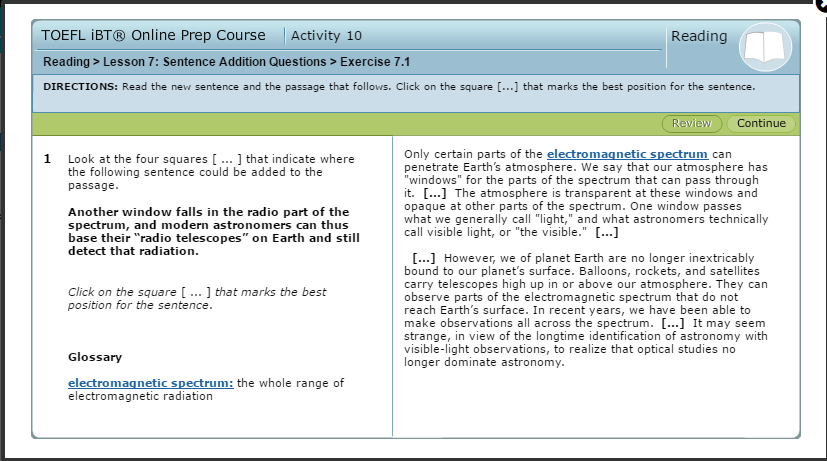 TOEFL iBT® Online Prep Course
Activity 10
Reading
Reading > Lesson 7: Sentence Addition Questions > Exercise 7.1
DIRECTIONS: Read the new sentence and the passage that follows. Click on the square [...] that marks the best position for the sentence.
Review
Continue
1
Look at the four squares [ ... ] that indicate where
the following sentence could be added to the
passage.
Another window falls in the radio part of the
spectrum, and modern astronomers can thus
base their “radio telescopes” on Earth and still
detect that radiation.
Click on the square [ ... ] that marks the best
position for the sentence.
Glossary
electromagnetic spectrum: the whole range of
electromagnetic radiation
Only certain parts of the electromagnetic spectrum can
penetrate Earth’s atmosphere. We say that our atmosphere has
"windows" for the parts of the spectrum that can pass through
it. [...] The atmosphere is transparent at these windows and
opaque at other parts of the spectrum. One window passes
what we generally call "light," and what astronomers technically
call visible light, or "the visible." [...]
[...] However, we of planet Earth are no longer inextricably
bound to our planet’s surface. Balloons, rockets, and satellites
carry telescopes high up in or above our atmosphere. They can
observe parts of the electromagnetic spectrum that do not
reach Earth’s surface. In recent years, we have been able to
make observations all across the spectrum. [...] It may seem
strange, in view of the longtime identification of astronomy with
visible-light observations, to realize that optical studies no
longer dominate astronomy.